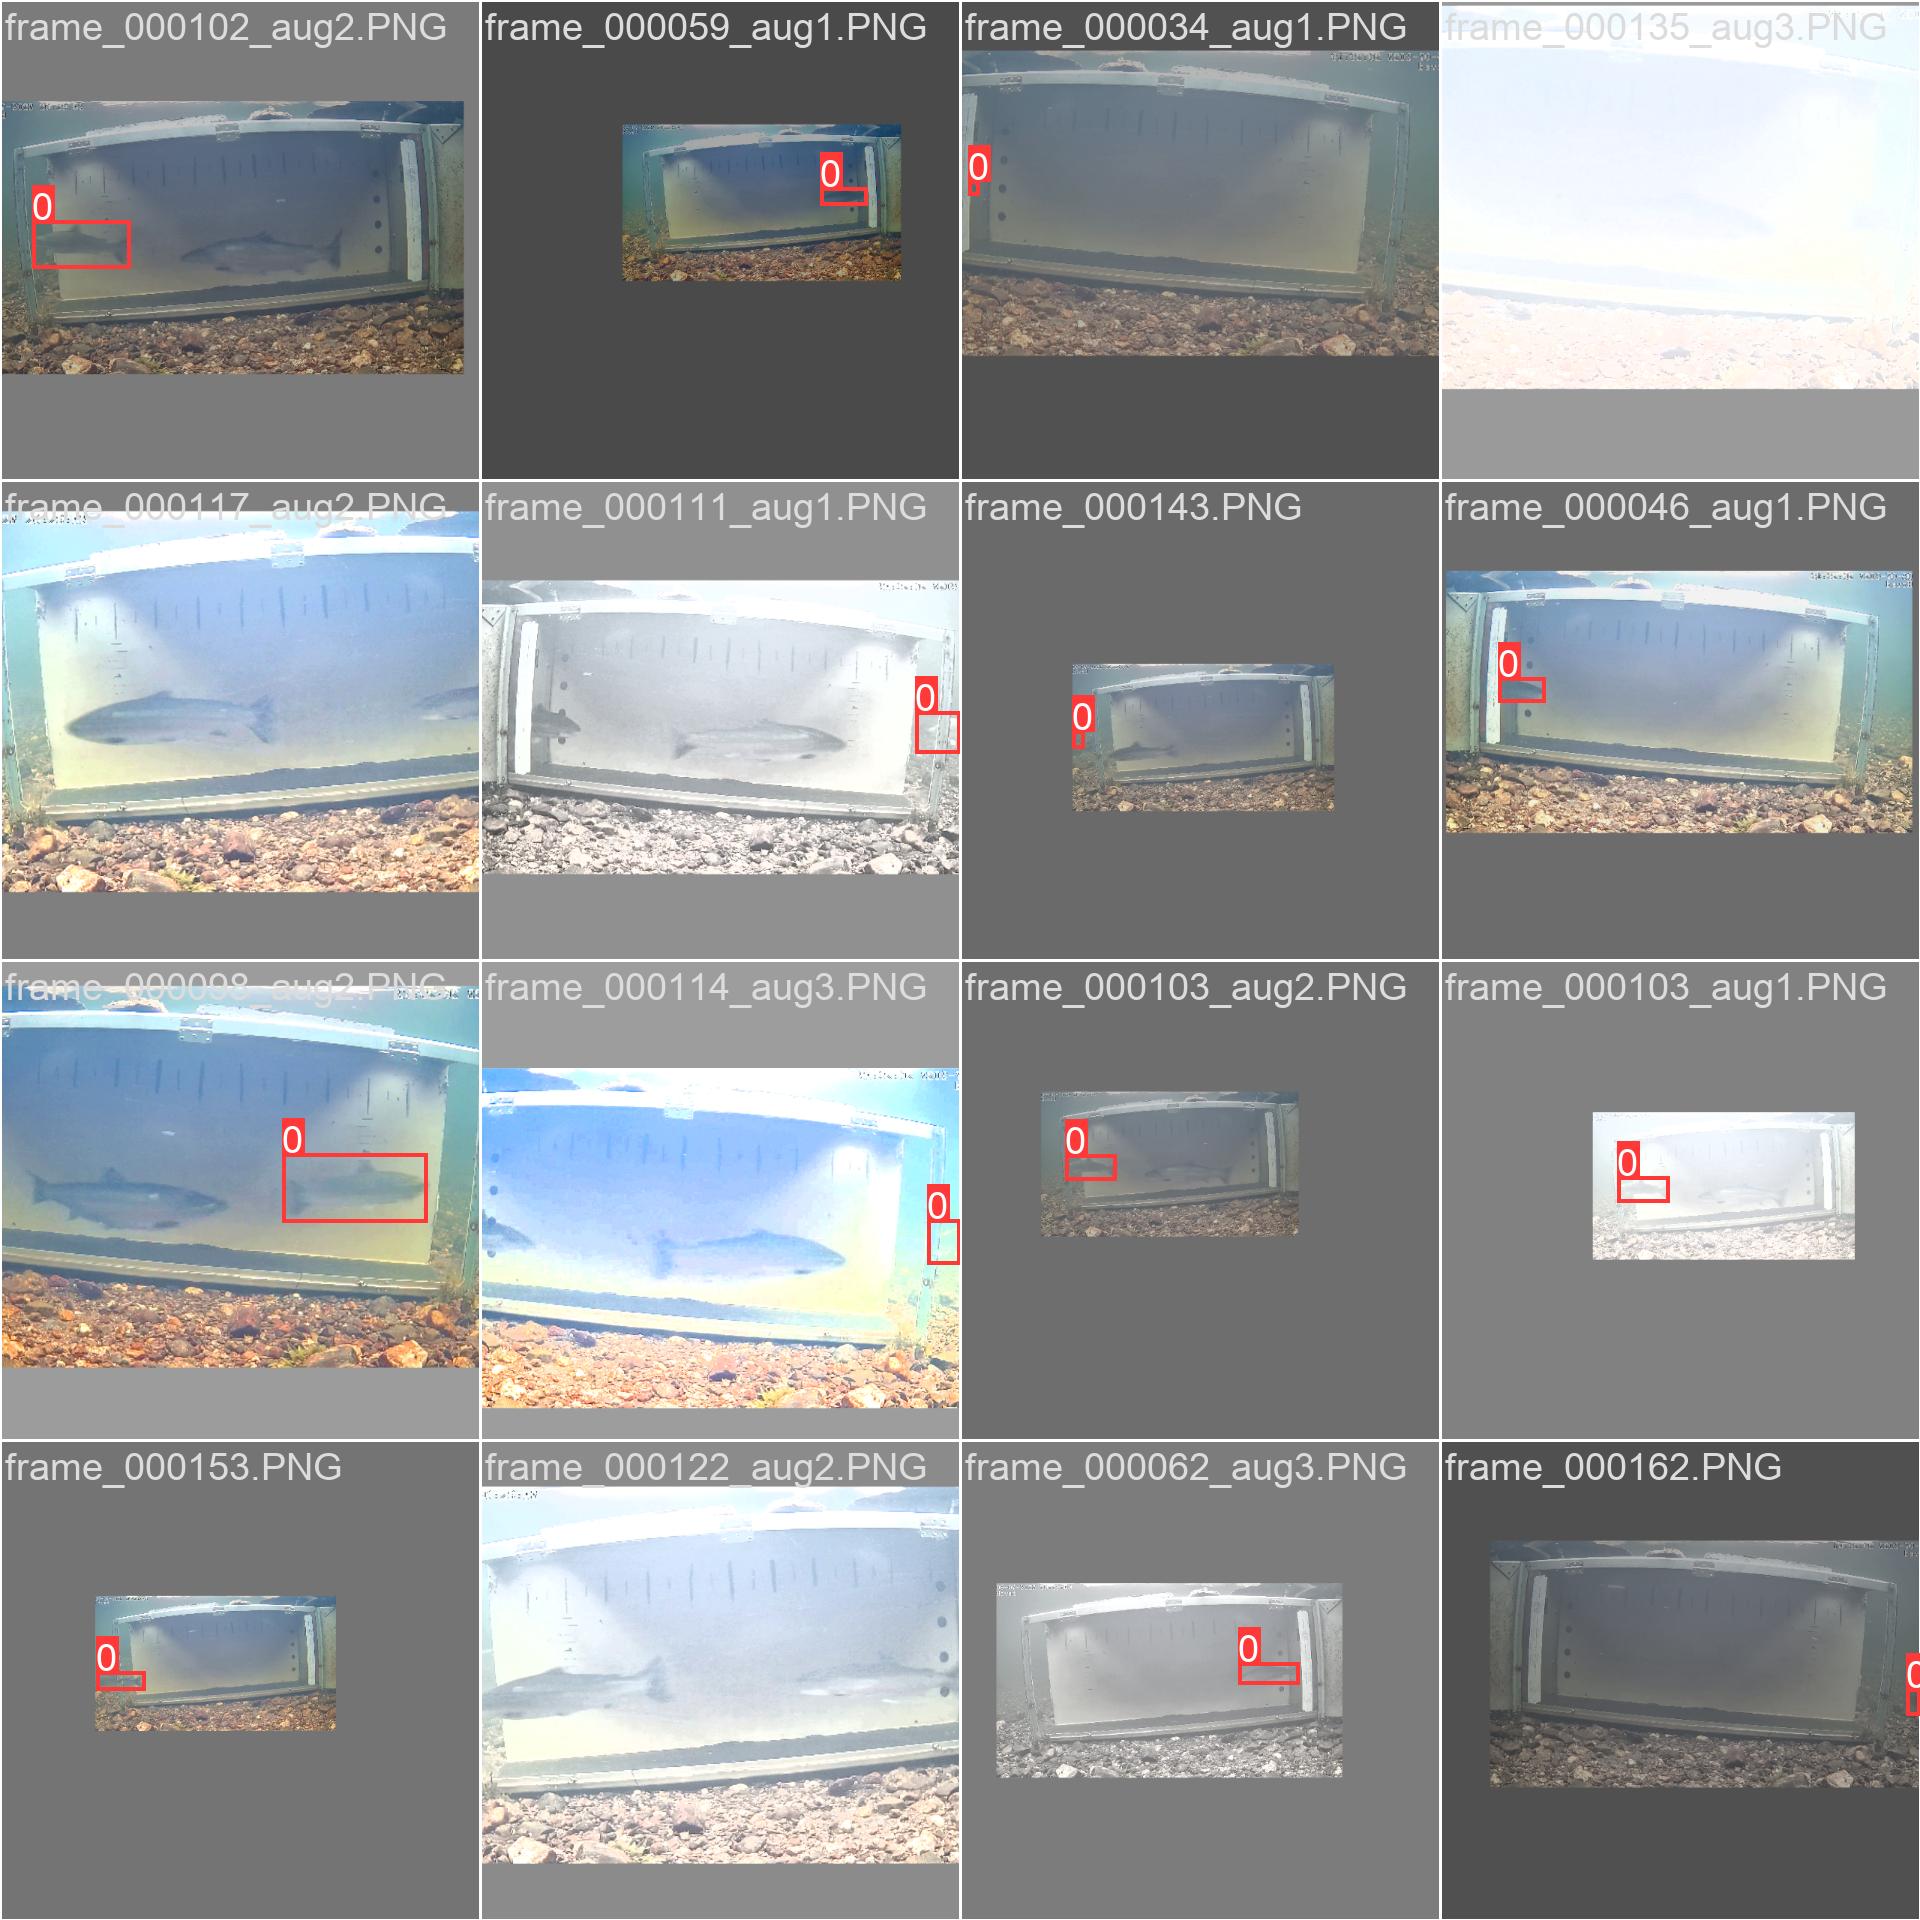 frame_000102_aug2.PNG
frame_000059_aug1.PNG
frame_000034_aug1.PNG
frame_000135_aug3.PNG
0
0
0
frame_000117_aug2.PNG
frame_000111_aug1.PNG
frame_000143.PNG
frame_000046_aug1.PNG
0
0
0
frame_000098_aug2.PNG
frame_000114_aug3.PNG
frame_000103_aug2.PNG
frame_000103_aug1.PNG
0
0
0
0
frame_000153.PNG
frame_000122_aug2.PNG
frame_000062_aug3.PNG
frame_000162.PNG
0
0
0